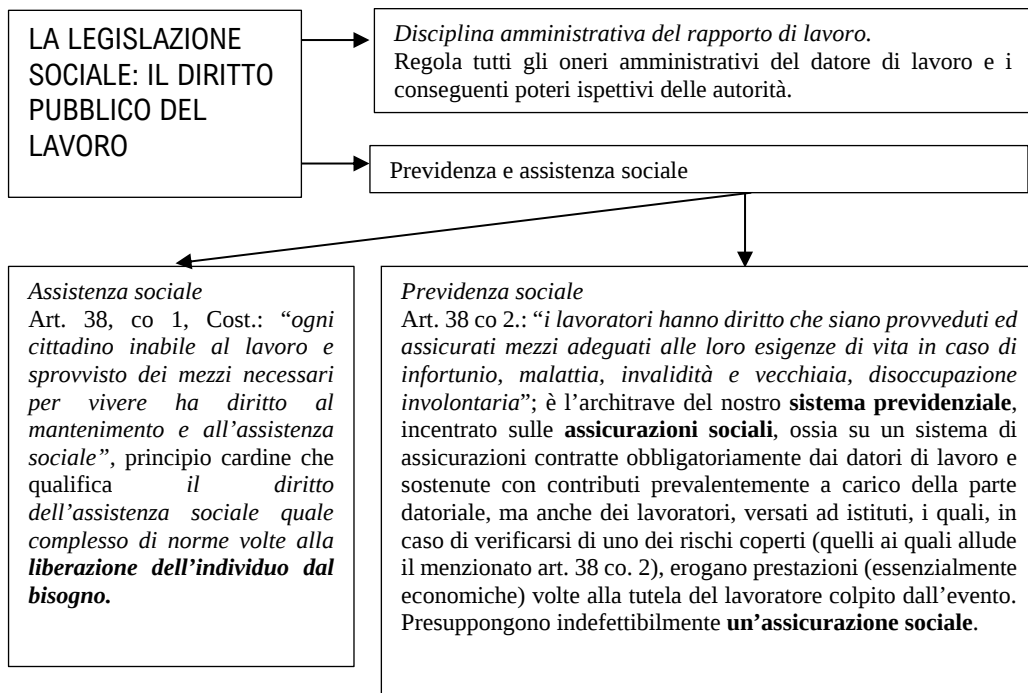 LA LEGISLAZIONE
SOCIALE: IL DIRITTO
PUBBLICO DEL
LAVORO
Disciplina amministrativa del rapporto di lavoro.
Regola tutti gli oneri amministrativi del datore di lavoro e i
conseguenti poteri ispettivi delle autorità.
Previdenza e assistenza sociale
Assistenza sociale
Art. 38, co 1, Cost.: “ogni
cittadino inabile al lavoro e
sprovvisto dei mezzi necessari
per vivere ha diritto al
mantenimento e all’assistenza
sociale”, principio cardine che
qualifica il diritto
dell’assistenza sociale quale
complesso di norme volte alla
liberazione dell’individuo dal
bisogno.
Previdenza sociale
Art. 38 co 2.: “i lavoratori hanno diritto che siano provveduti ed
assicurati mezzi adeguati alle loro esigenze di vita in caso di
infortunio, malattia, invalidità e vecchiaia, disoccupazione
involontaria”; è l’architrave del nostro sistema previdenziale,
incentrato sulle assicurazioni sociali, ossia su un sistema di
assicurazioni contratte obbligatoriamente dai datori di lavoro e
sostenute con contributi prevalentemente a carico della parte
datoriale, ma anche dei lavoratori, versati ad istituti, i quali, in
caso di verificarsi di uno dei rischi coperti (quelli ai quali allude
il menzionato art. 38 co. 2), erogano prestazioni (essenzialmente
economiche) volte alla tutela del lavoratore colpito dall’evento.
Presuppongono indefettibilmente un’assicurazione sociale.